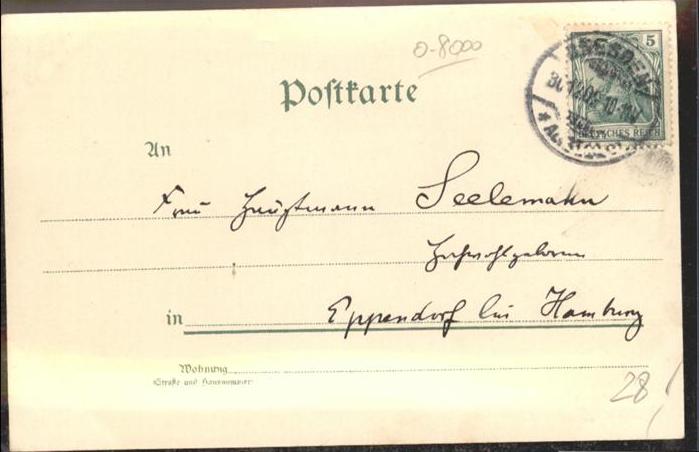 0-8000
5
DEUTSCHES REICH
DRESDEN
Postkarte
An
Frau Hauptmann Seelemann
Hochwohlgeboren
in Eppendorf bei Hamburg
Wohnung
(Straße und Hausnummer)
28